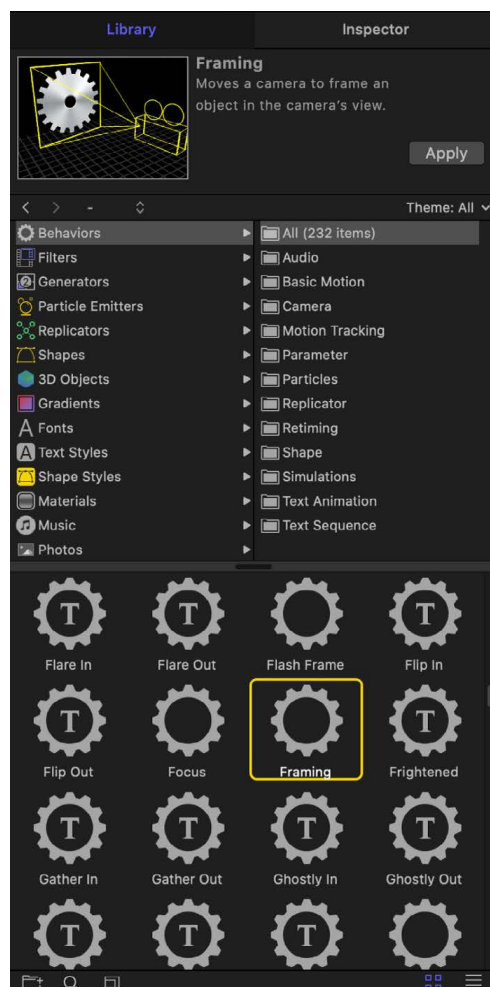 Library Inspector
Framing
Moves a camera to frame an
object in the camera's view.
Apply
Theme: All
Behaviors
Filters
Generators
Particle Emitters
Replicators
Shapes
3D Objects
Gradients
Fonts
Text Styles
Shape Styles
Materials
Music
Photos
All (232 items)
Audio
Basic Motion
Camera
Motion Tracking
Parameter
Particles
Replicator
Retiming
Shape
Simulations
Text Animation
Text Sequence
Flare In Flare Out Flash Frame Flip In
Flip Out Focus Framing Frightened
Gather In Gather Out Ghostly In Ghostly Out